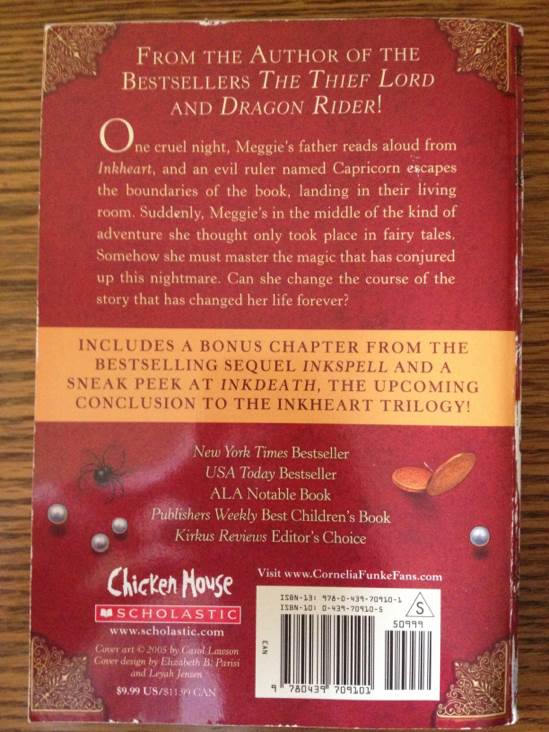 FROM THE AUTHOR OF THE
BESTSELLERS THE THIEF LORD
AND DRAGON RIDER!
One cruel night, Meggie's father reads aloud from
Inkheart, and an evil ruler named Capricorn escapes
the boundaries of the book, landing in their living
room. Suddenly, Meggie's in the middle of the kind of
adventure she thought only took place in fairy tales.
Somehow she must master the magic that has conjured
up this nightmare. Can she change the course of the
story that has changed her life forever?
INCLUDES A BONUS CHAPTER FROM THE
BESTSELLING SEQUEL INKSPELL AND A
SNEAK PEEK AT INKDEATH, THE UPCOMING
CONCLUSION TO THE INKHEART TRILOGY!
New York Times Bestseller
USA Today Bestseller
ALA Notable Book
Publishers Weekly Best Children's Book
Kirkus Reviews Editor's Choice
Chicken House
SCHOLASTIC
www.scholastic.com
Cover art © 2005 by Carol Lawson
Cover design by Elizabeth B. Parisi
and Leyah Jensen
$9.99 US/$11.99 CAN
Visit www.CorneliaFunkeFans.com
ISBN-13: 978-0-439-70910-1
ISBN-10: 0-439-70910-5
S
50999
CAN
9 780439 709101